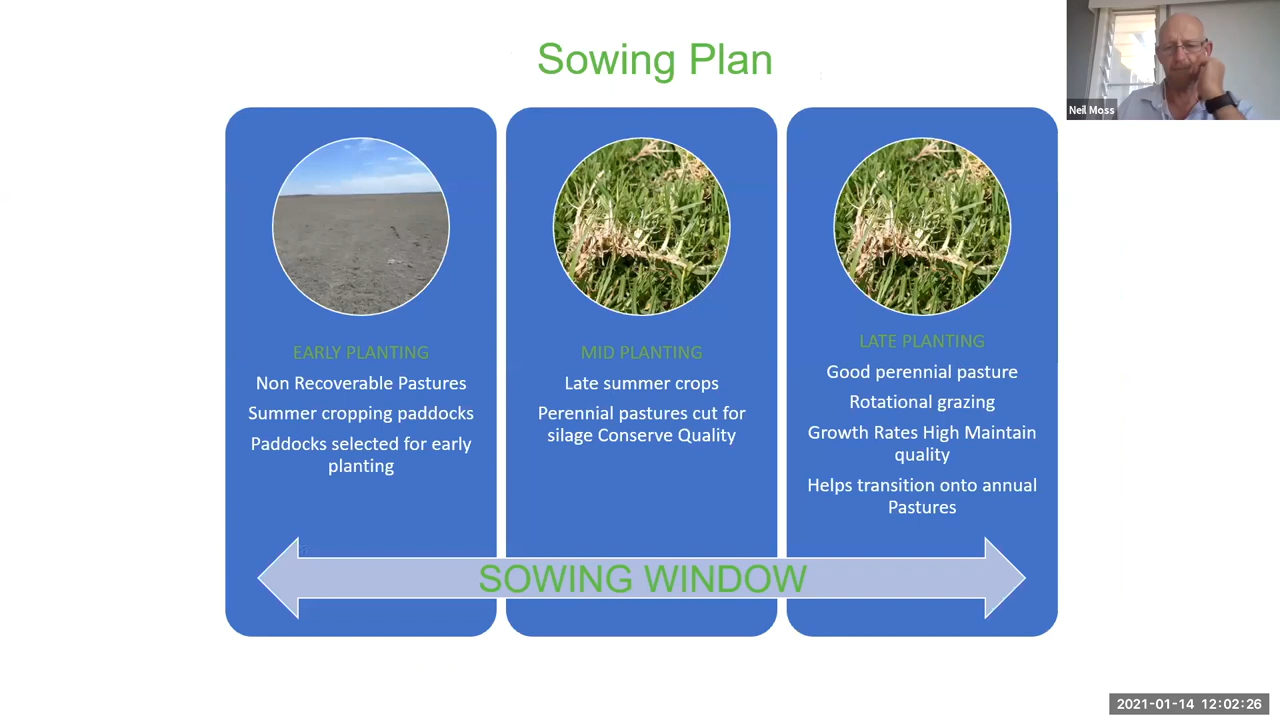 Sowing Plan
Neil Moss
EARLY PLANTING
Non Recoverable Pastures
Summer cropping paddocks
Paddocks selected for early
planting
MID PLANTING
Late summer crops
Perennial pastures cut for
silage Conserve Quality
LATE PLANTING
Good perennial pasture
Rotational grazing
Growth Rates High Maintain
quality
Helps transition onto annual
Pastures
SOWING WINDOW
2021-01-14 12:02:26